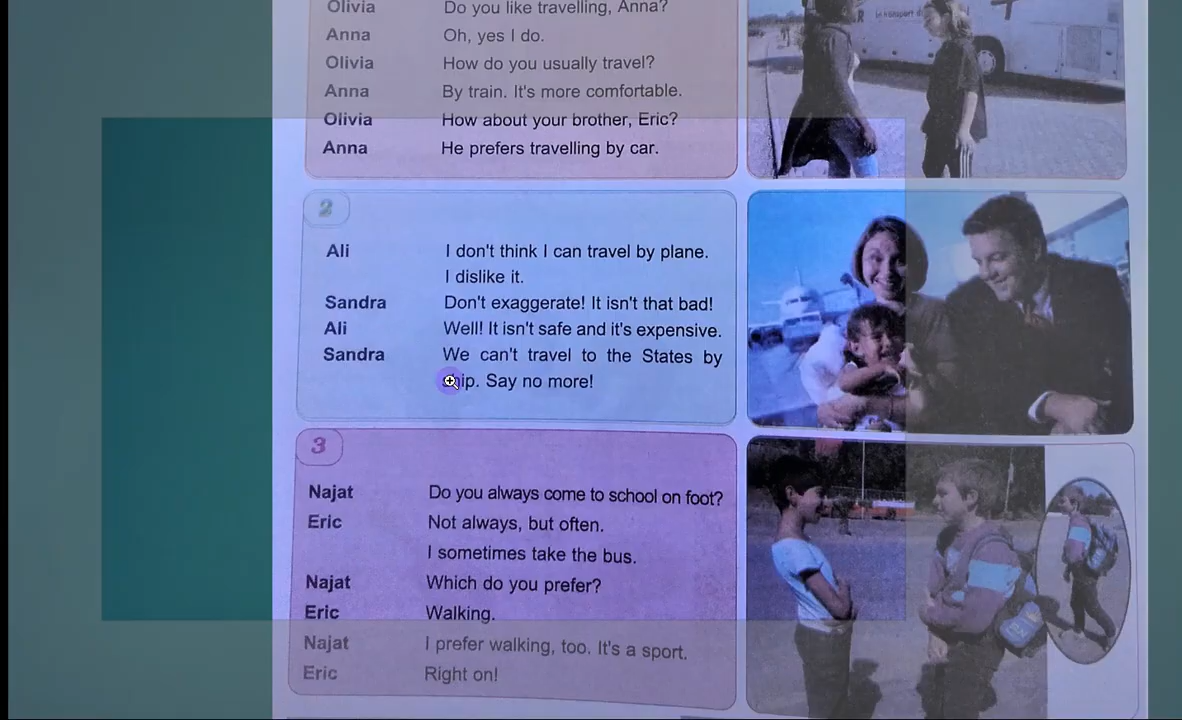 Olivia Do you like travelling, Anna?
Anna Oh, yes I do.
Olivia How do you usually travel?
Anna By train. It's more comfortable.
Olivia How about your brother, Eric?
Anna He prefers travelling by car.
2
Ali I don't think I can travel by plane.
I dislike it.
Sandra Don't exaggerate! It isn't that bad!
Ali Well! It isn't safe and it's expensive.
Sandra We can't travel to the States by
ship. Say no more!
3
Najat Do you always come to school on foot?
Eric Not always, but often.
I sometimes take the bus.
Najat Which do you prefer?
Eric Walking.
Najat I prefer walking, too. It's a sport.
Eric Right on!